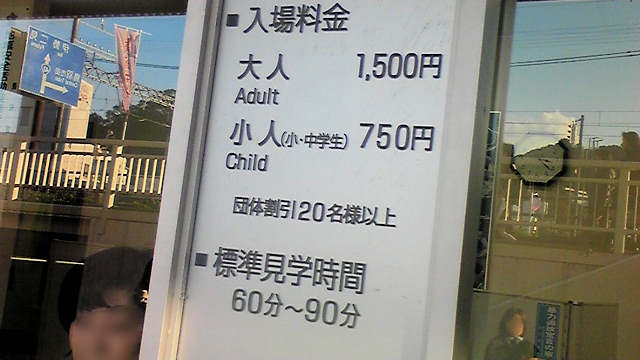 ■入場料金
大人 1,500円
Adult
小人(小・中学生) 750円
Child
団体割引20名様以上
■標準見学時間
60分～90分